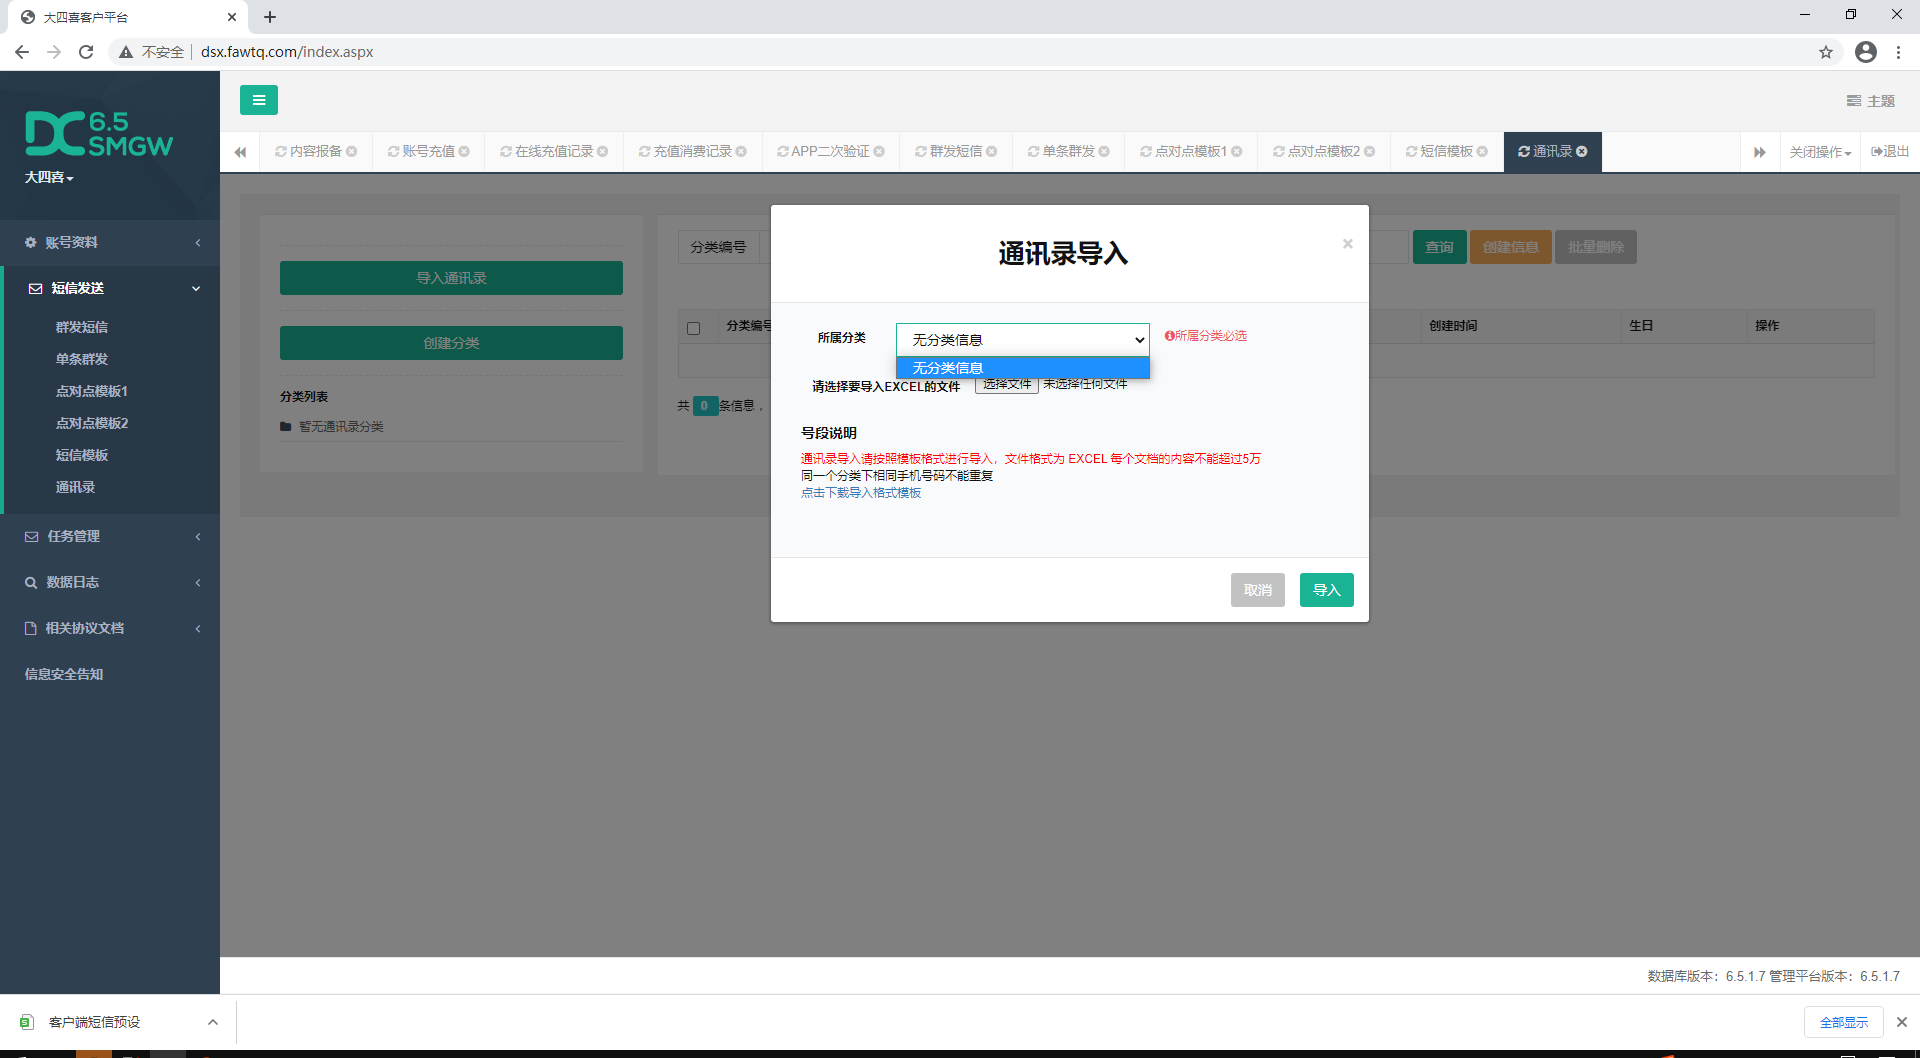 大四喜客户平台
不安全
dsx.fawtq.com/index.aspx
DC 6.5
SMGW
大四喜
主题
内容报备
账号充值
在线充值记录
充值消费记录
APP二次验证
群发短信
单条群发
点对点模板1
点对点模板2
短信模板
通讯录
关闭操作
退出
账号资料
短信发送
群发短信
单条群发
点对点模板1
点对点模板2
短信模板
通讯录
任务管理
数据日志
相关协议文档
信息安全告知
导入通讯录
创建分类
分类列表
暂无通讯录分类
分类编号
查询
创建信息
批量删除
分类编号
创建时间
生日
操作
共 0 条信息，
通讯录导入
×
所属分类
无分类信息
所属分类必选
无分类信息
请选择要导入EXCEL的文件
选择文件 未选择任何文件
号段说明
通讯录导入请按照模板格式进行导入，文件格式为 EXCEL 每个文档的内容不能超过5万
同一个分类下相同手机号码不能重复
点击下载导入格式模板
取消
导入
数据库版本：6.5.1.7 管理平台版本：6.5.1.7
客户端短信预设
全部显示